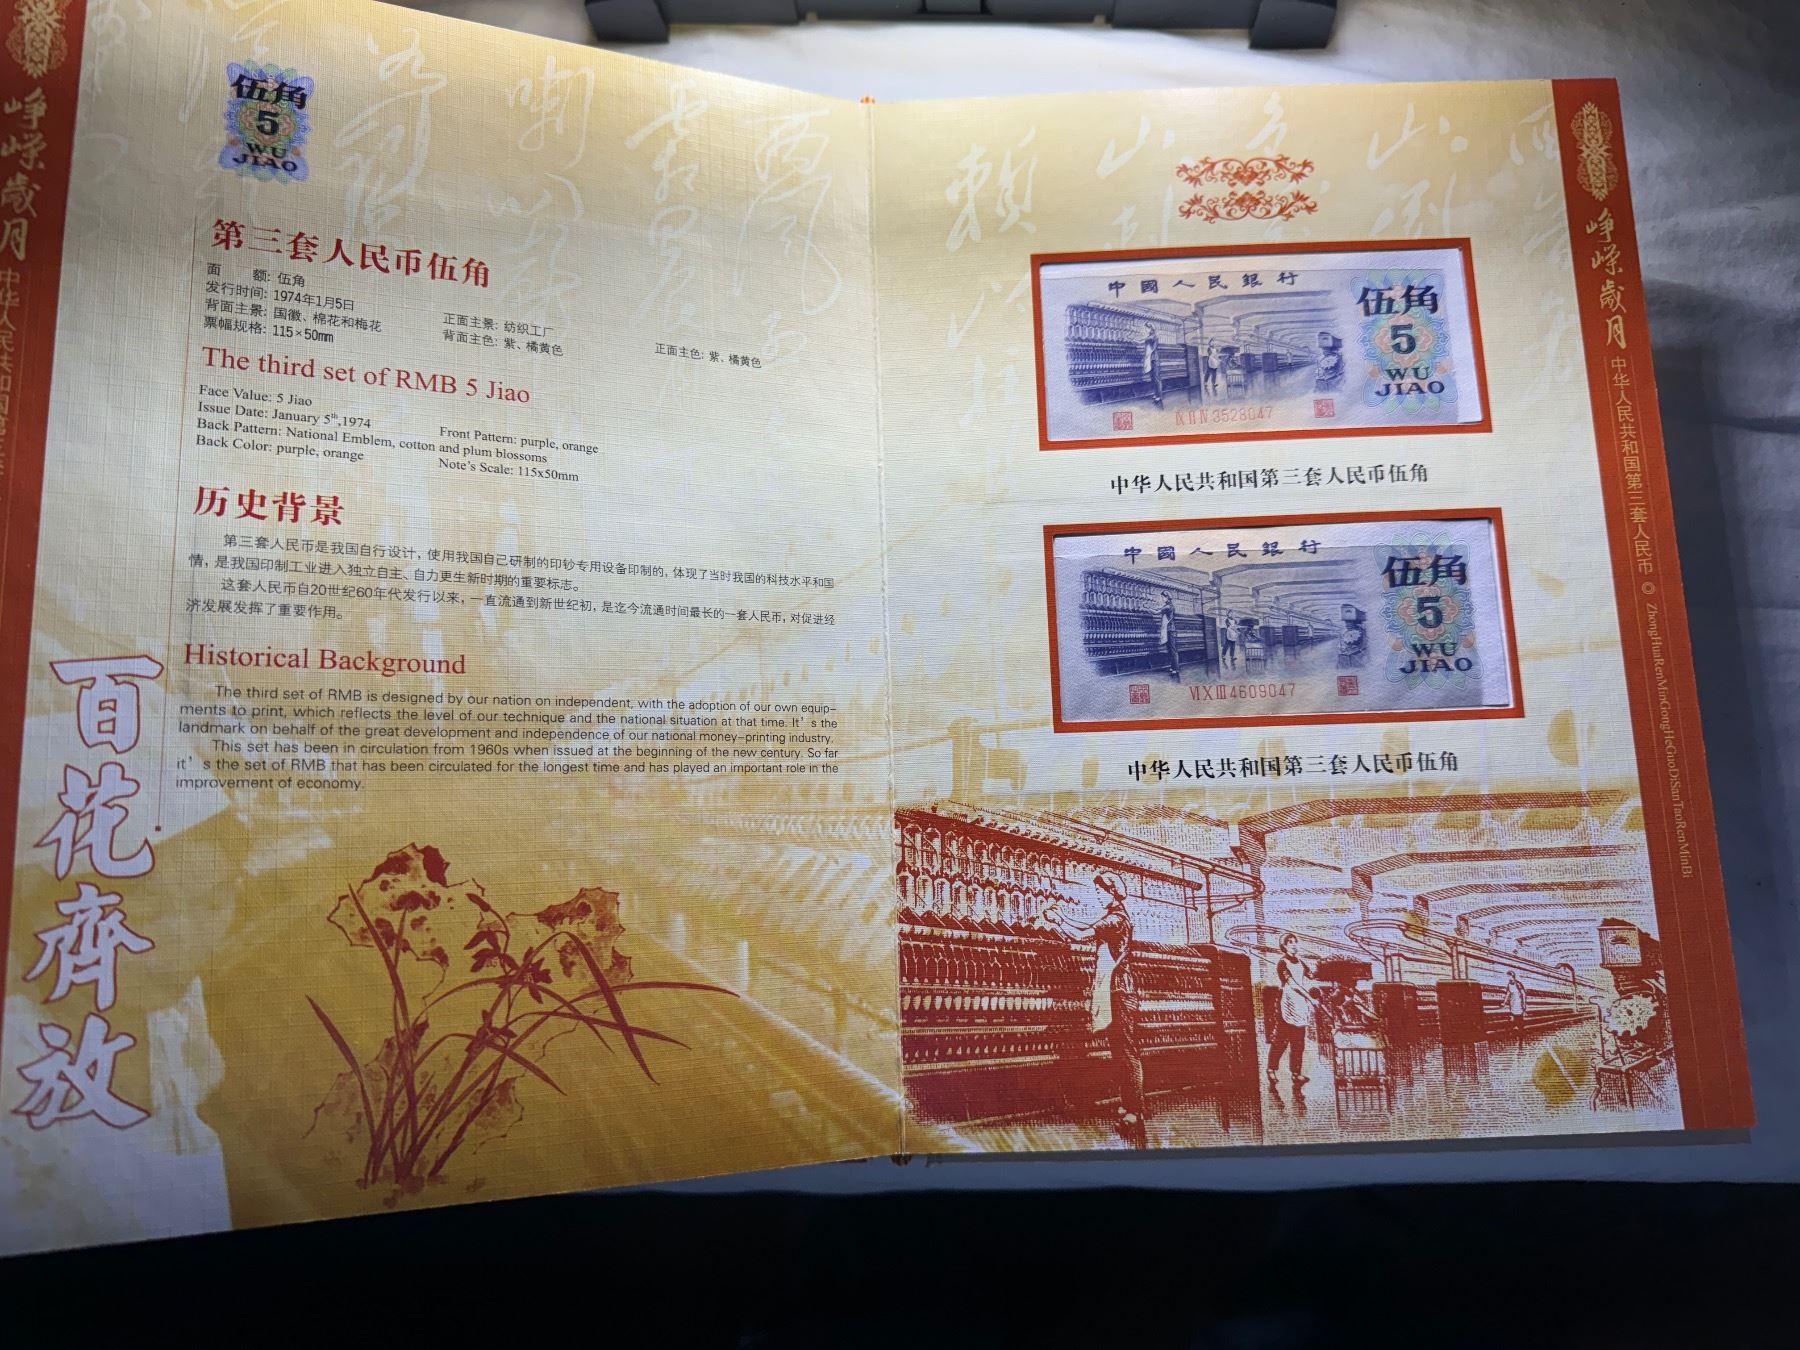 伍角
5
WU
JIAO
第三套人民币伍角
面 额: 伍角
发行时间: 1974年1月5日
正面主景: 纺织工厂
正面主色: 紫、橘黄色
背面主景: 国徽、棉花和梅花
背面主色: 紫、橘黄色
票幅规格: 115×50mm
The third set of RMB 5 Jiao
Face Value: 5 Jiao
Issue Date: January 5th,1974
Front Pattern: purple, orange
Back Pattern: National Emblem, cotton and plum blossoms
Back Color: purple, orange
Note's Scale: 115x50mm
历史背景
第三套人民币是我国自行设计，使用我国自己研制的印钞专用设备印制的，体现了当时我国的科技水平和国
情，是我国印制工业进入独立自主、自力更生新时期的重要标志。
这套人民币自20世纪60年代发行以来，一直流通到新世纪初，是迄今流通时间最长的一套人民币，对促进经
济发展发挥了重要作用。
Historical Background
The third set of RMB is designed by our nation on independent, with the adoption of our own equip-
ments to print, which reflects the level of our technique and the national situation at that time. It's the
landmark on behalf of the great development and independence of our national money-printing industry.
This set has been in circulation from 1960s when issued at the beginning of the new century. So far
it's the set of RMB that has been circulated for the longest time and has played an important role in the
improvement of economy.
百花齊放
峥嵘歲月
中华人民共和国第三套
中國人民銀行
伍角
5
WU
JIAO
Ⅸ Ⅱ Ⅳ 3528047
中华人民共和国第三套人民币伍角
中國人民銀行
伍角
5
WU
JIAO
Ⅵ Ⅹ Ⅲ 4609047
中华人民共和国第三套人民币伍角
峥嵘歲月
中华人民共和国第三套人民币
ZhongHuaRenMinGongHeGuoDiSanTaoRenMinBi